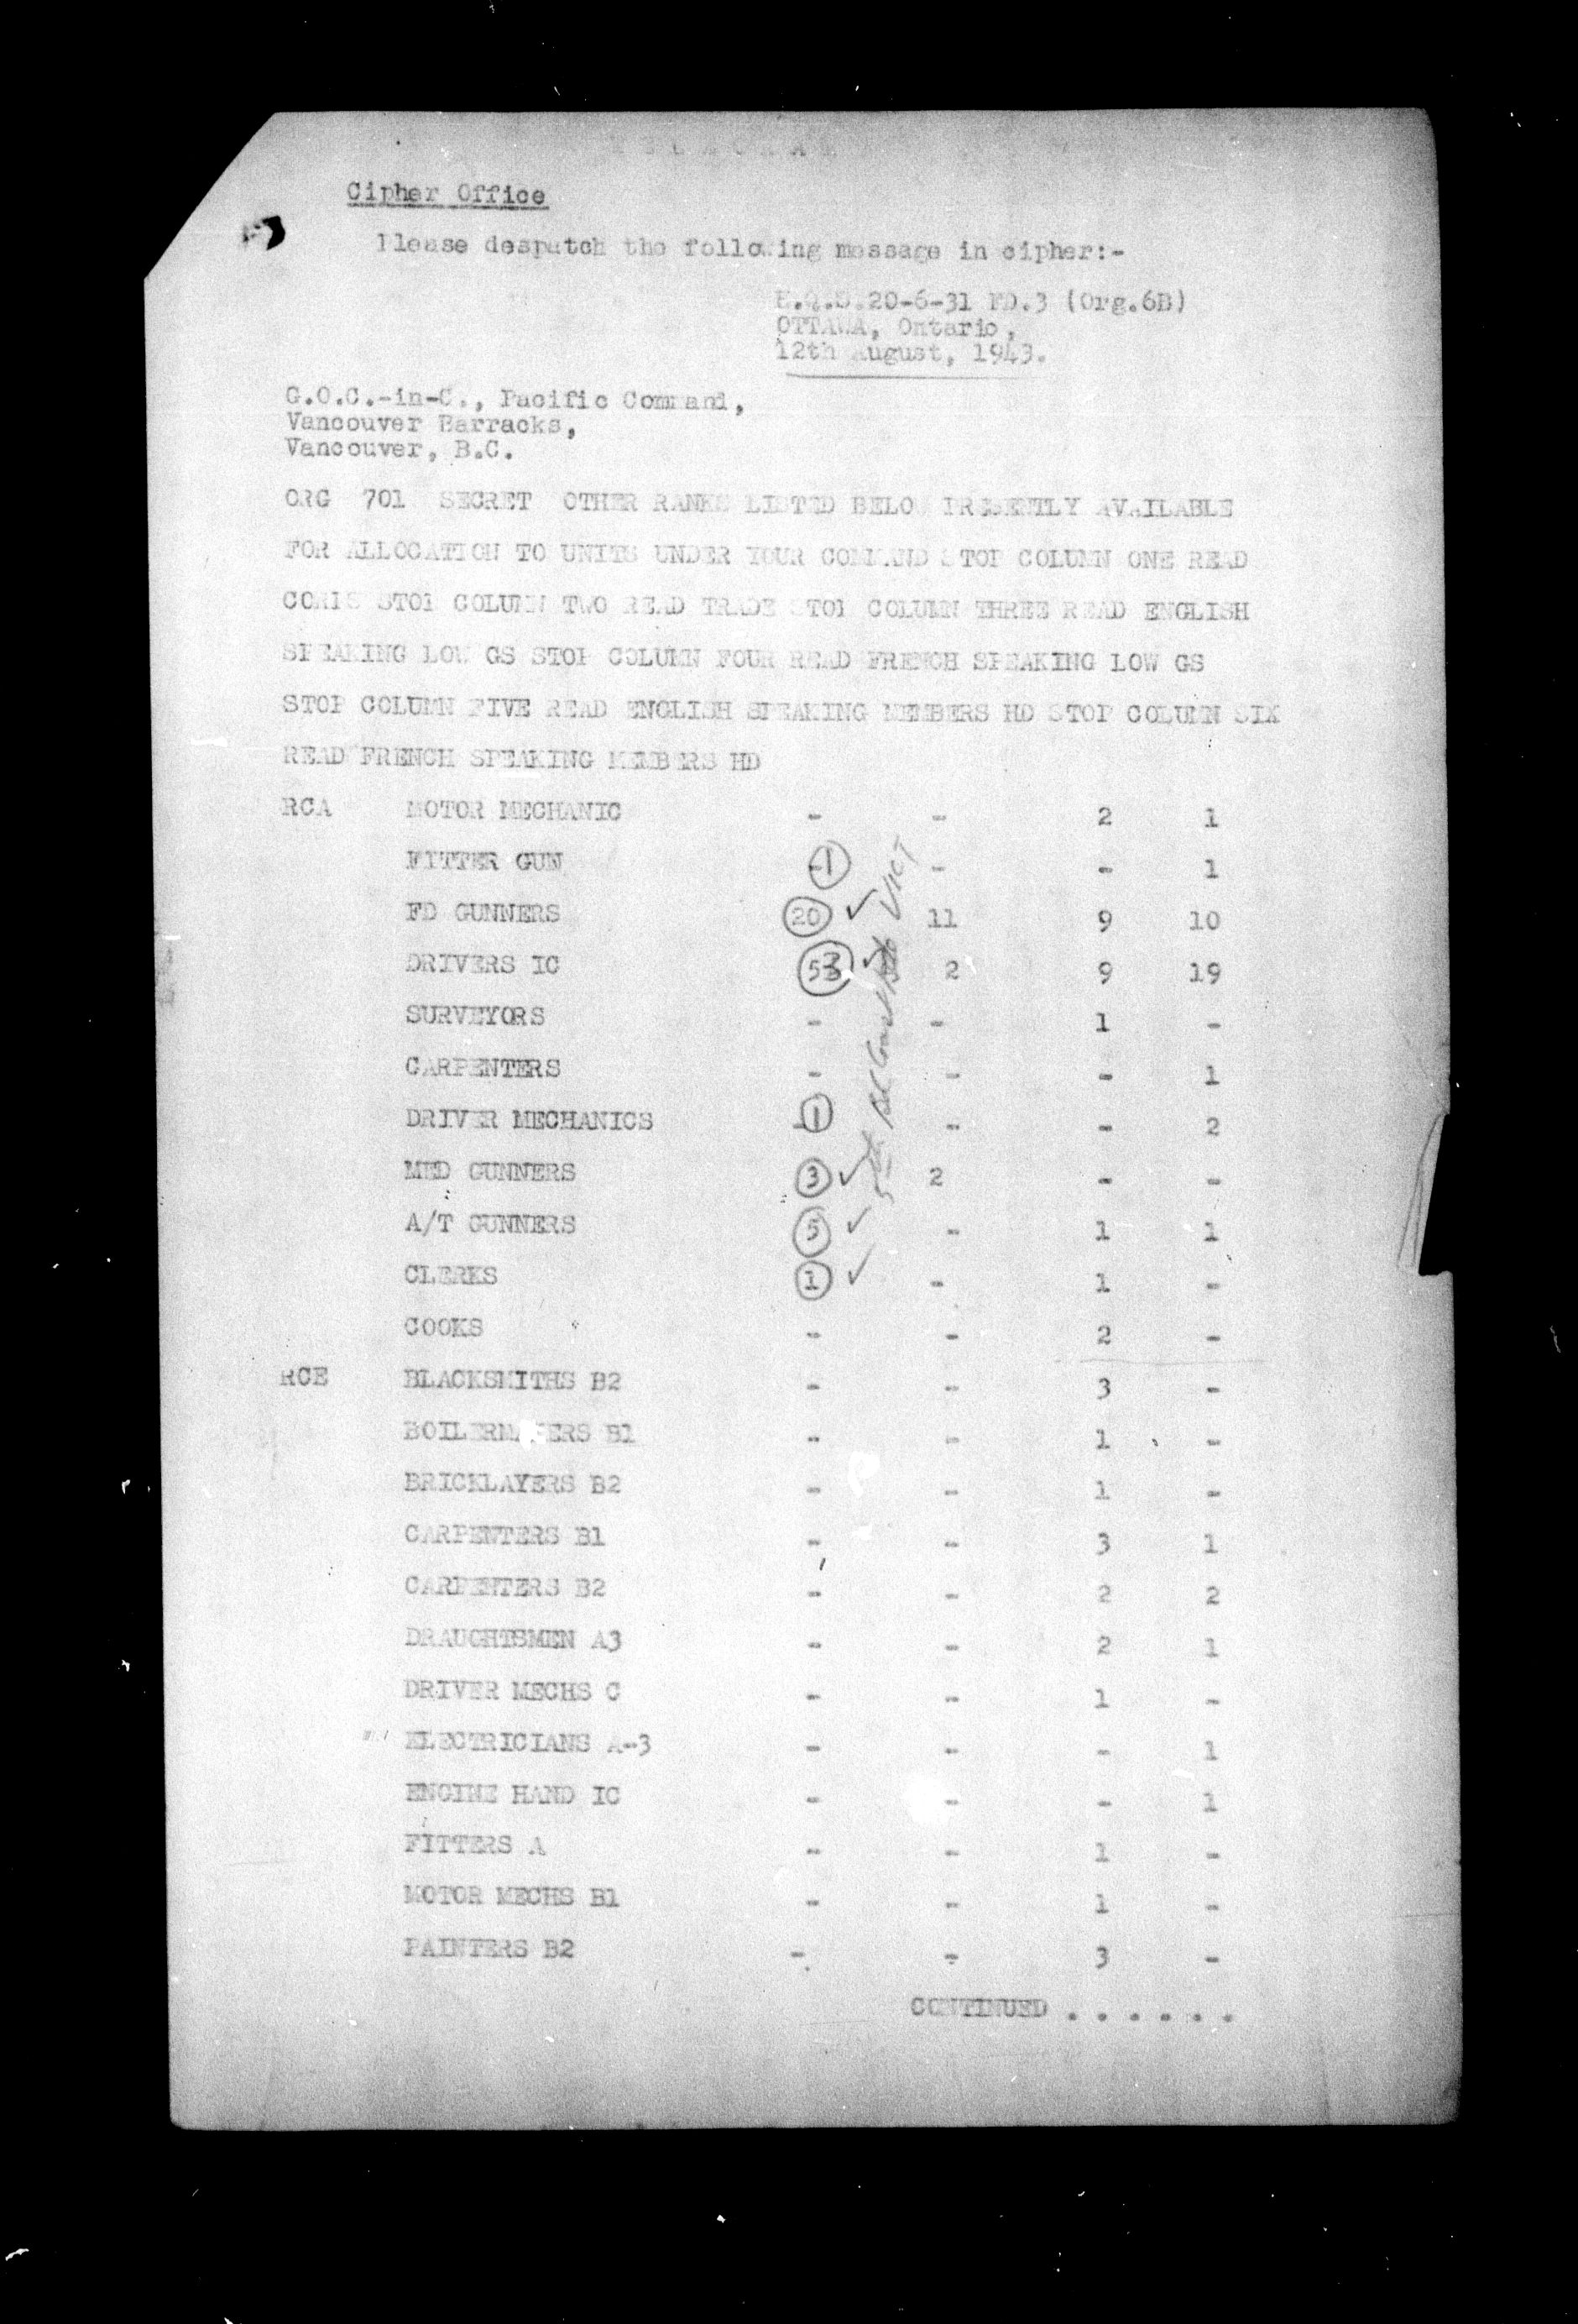 TELEGRAM
Cipher Office
Please despatch the following message in cipher:-
H.Q.S.20-6-31 FD.3 (Org.6B)
OTTAWA, Ontario,
12th August, 1943.
G.O.C.-in-C., Pacific Command,
Vancouver Barracks,
Vancouver, B.C.
ORG 701 SECRET OTHER RANKS LISTED BELOW PRESENTLY AVAILABLE
FOR ALLOCATION TO UNITS UNDER YOUR COMMAND STOP COLUMN ONE READ
CORPS STOP COLUMN TWO READ TRADE STOP COLUMN THREE READ ENGLISH
SPEAKING LOW GS STOP COLUMN FOUR READ FRENCH SPEAKING LOW GS
STOP COLUMN FIVE READ ENGLISH SPEAKING MEMBERS HD STOP COLUMN SIX
READ FRENCH SPEAKING MEMBERS HD
RCA MOTOR MECHANIC - - 2 1
FITTER GUN 1 - - 1
FD GUNNERS 20 ✓ 11 9 10
DRIVERS IC 53 ✓ 2 9 19
SURVEYORS - - 1 -
CARPENTERS - - - 1
DRIVER MECHANICS 1 - - 2
MED GUNNERS 3 ✓ 2 - -
A/T GUNNERS 5 ✓ - 1 1
CLERKS 1 ✓ - 1 -
COOKS - - 2 -
5th BC Coast VICT
RCE BLACKSMITHS B2 - - 3 -
BOILERMAKERS B1 - - 1 -
BRICKLAYERS B2 - - 1 -
CARPENTERS B1 - - 3 1
CARPENTERS B2 - - 2 2
DRAUGHTSMEN A3 - - 2 1
DRIVER MECHS C - - 1 -
ELECTRICIANS A-3 - - - 1
ENGINE HAND IC - - - 1
FITTERS A - - 1 -
MOTOR MECHS B1 - - 1 -
PAINTERS B2 - - 3 -
CONTINUED . . . . . .